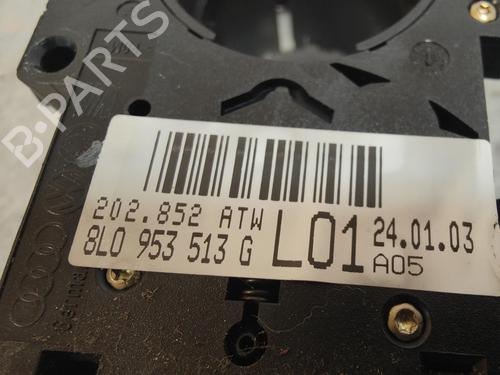 B-PARTS
202.852 ATW
8L0 953 513 G
L01
24.01.03
A05